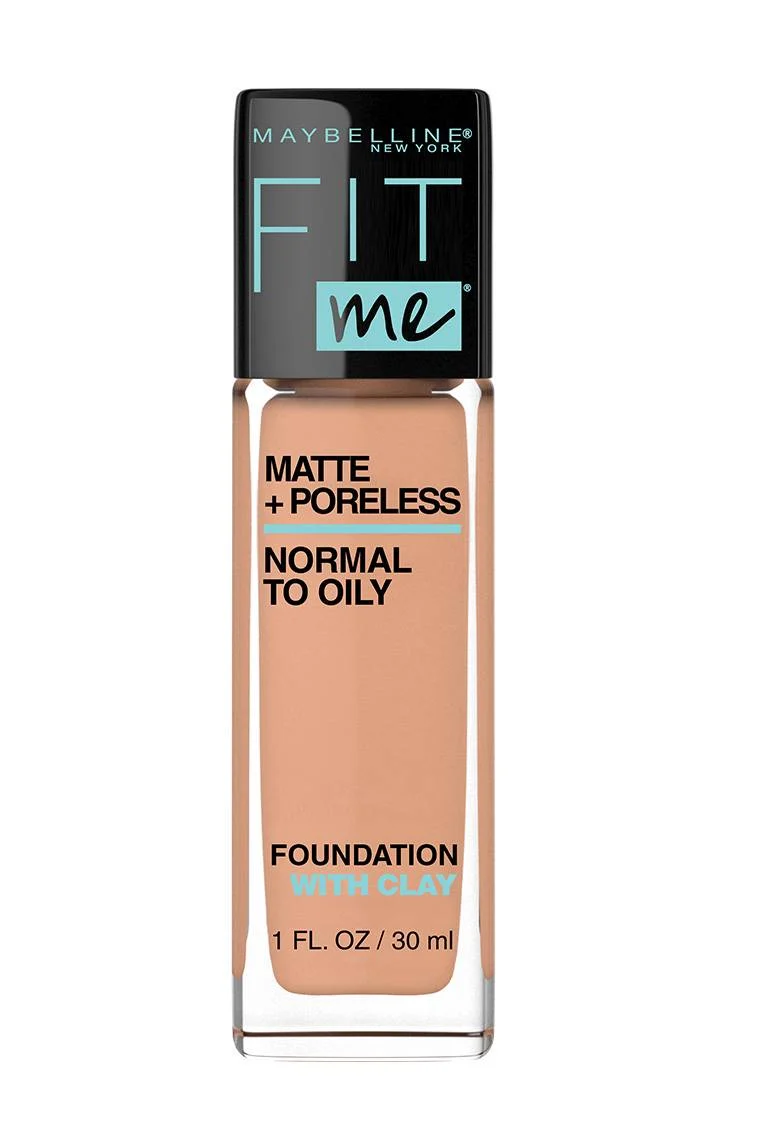 MAYBELLINE®
NEW YORK
FIT
me®
MATTE
+ PORELESS
NORMAL
TO OILY
FOUNDATION
WITH CLAY
1 FL. OZ / 30 ml